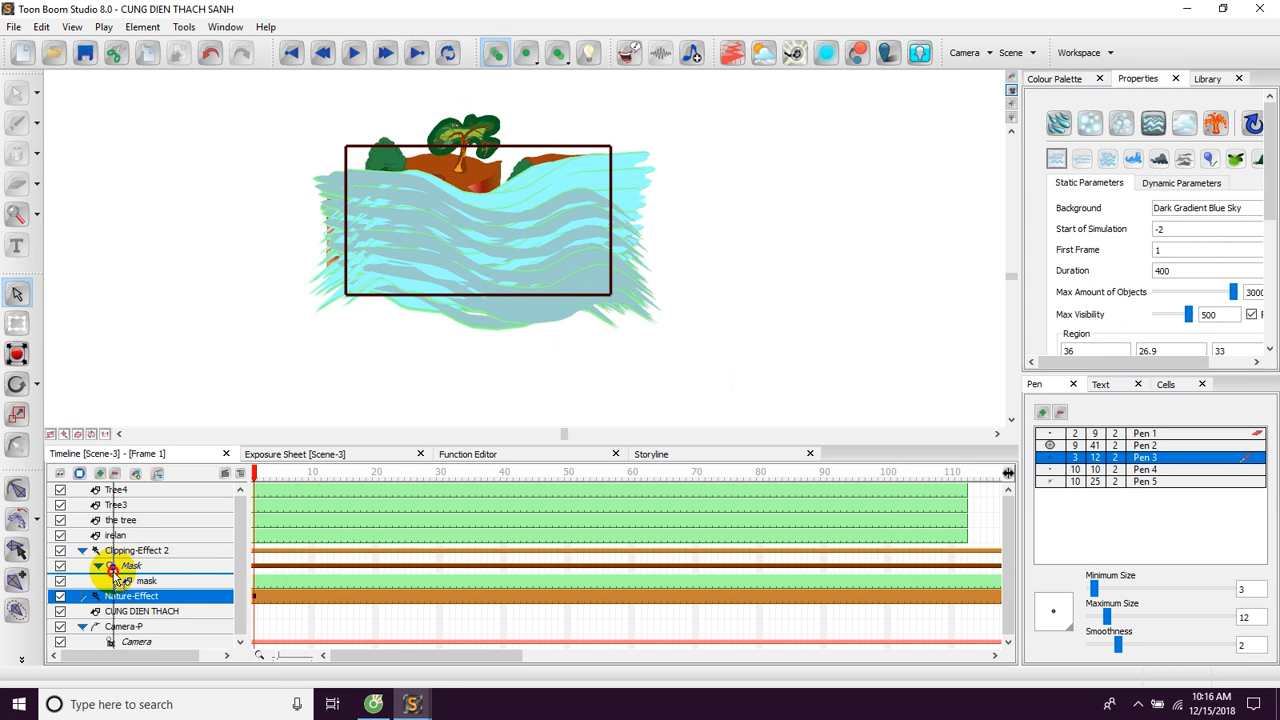 Toon Boom Studio 8.0 - CUNG DIEN THACH SANH
File Edit View Play Element Tools Window Help
Camera Scene Workspace
Colour Palette Properties Library
Static Parameters Dynamic Parameters
Background Dark Gradient Blue Sky
Start of Simulation -2
First Frame 1
Duration 400
Max Amount of Objects 3000
Max Visibility 500
Region
36 26.9 33
Pen Text Cells
2 9 2 Pen 1
9 41 2 Pen 2
3 12 2 Pen 3
10 10 2 Pen 4
10 25 2 Pen 5
Minimum Size 3
Maximum Size 12
Smoothness 2
Timeline [Scene-3] - [Frame 1] Exposure Sheet [Scene-3] Function Editor Storyline
10 20 30 40 50 60 70 80 90 100 110
Tree4
Tree3
the tree
irelan
Clipping-Effect 2
Mask
mask
Nature-Effect
CUNG DIEN THACH
Camera-P
Camera
Type here to search
10:16 AM
12/15/2018